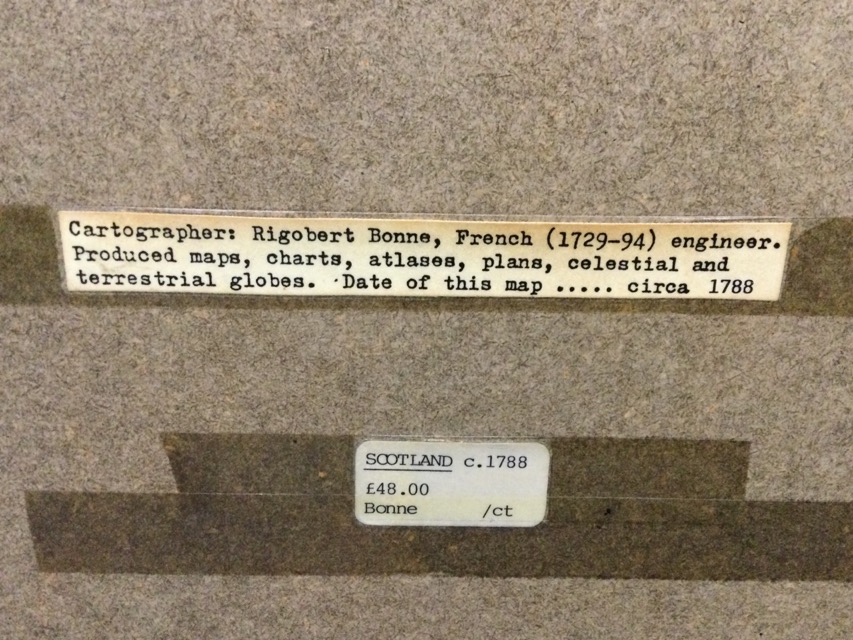 Cartographer: Rigobert Bonne, French (1729-94) engineer.
Produced maps, charts, atlases, plans, celestial and
terrestrial globes. Date of this map ..... circa 1788
SCOTLAND c.1788
£48.00
Bonne /ct